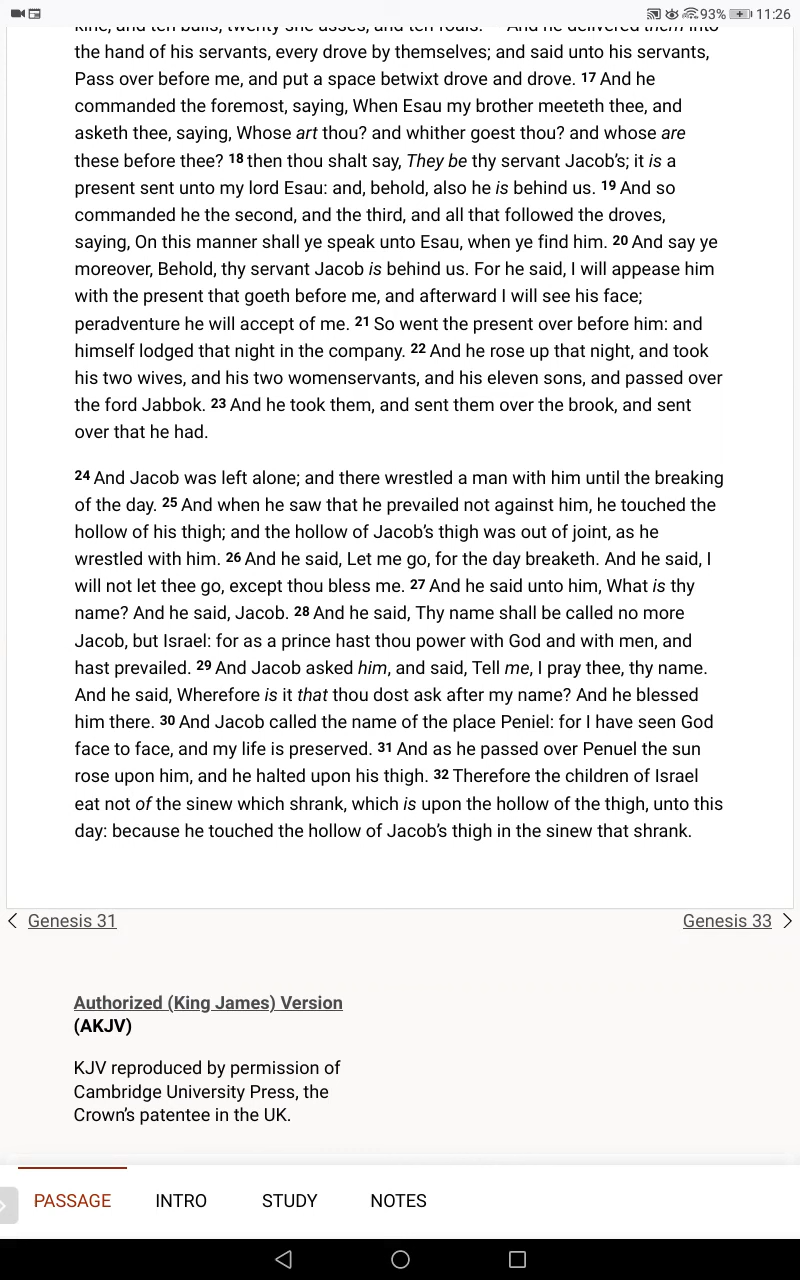 93% 11:26
kine, and ten bulls, twenty she asses, and ten foals. And he delivered them into
the hand of his servants, every drove by themselves; and said unto his servants,
Pass over before me, and put a space betwixt drove and drove. 17 And he
commanded the foremost, saying, When Esau my brother meeteth thee, and
asketh thee, saying, Whose art thou? and whither goest thou? and whose are
these before thee? 18 then thou shalt say, They be thy servant Jacob’s; it is a
present sent unto my lord Esau: and, behold, also he is behind us. 19 And so
commanded he the second, and the third, and all that followed the droves,
saying, On this manner shall ye speak unto Esau, when ye find him. 20 And say ye
moreover, Behold, thy servant Jacob is behind us. For he said, I will appease him
with the present that goeth before me, and afterward I will see his face;
peradventure he will accept of me. 21 So went the present over before him: and
himself lodged that night in the company. 22 And he rose up that night, and took
his two wives, and his two womenservants, and his eleven sons, and passed over
the ford Jabbok. 23 And he took them, and sent them over the brook, and sent
over that he had.
24 And Jacob was left alone; and there wrestled a man with him until the breaking
of the day. 25 And when he saw that he prevailed not against him, he touched the
hollow of his thigh; and the hollow of Jacob’s thigh was out of joint, as he
wrestled with him. 26 And he said, Let me go, for the day breaketh. And he said, I
will not let thee go, except thou bless me. 27 And he said unto him, What is thy
name? And he said, Jacob. 28 And he said, Thy name shall be called no more
Jacob, but Israel: for as a prince hast thou power with God and with men, and
hast prevailed. 29 And Jacob asked him, and said, Tell me, I pray thee, thy name.
And he said, Wherefore is it that thou dost ask after my name? And he blessed
him there. 30 And Jacob called the name of the place Peniel: for I have seen God
face to face, and my life is preserved. 31 And as he passed over Penuel the sun
rose upon him, and he halted upon his thigh. 32 Therefore the children of Israel
eat not of the sinew which shrank, which is upon the hollow of the thigh, unto this
day: because he touched the hollow of Jacob’s thigh in the sinew that shrank.
Genesis 31 Genesis 33
Authorized (King James) Version
(AKJV)
KJV reproduced by permission of
Cambridge University Press, the
Crown’s patentee in the UK.
PASSAGE INTRO STUDY NOTES